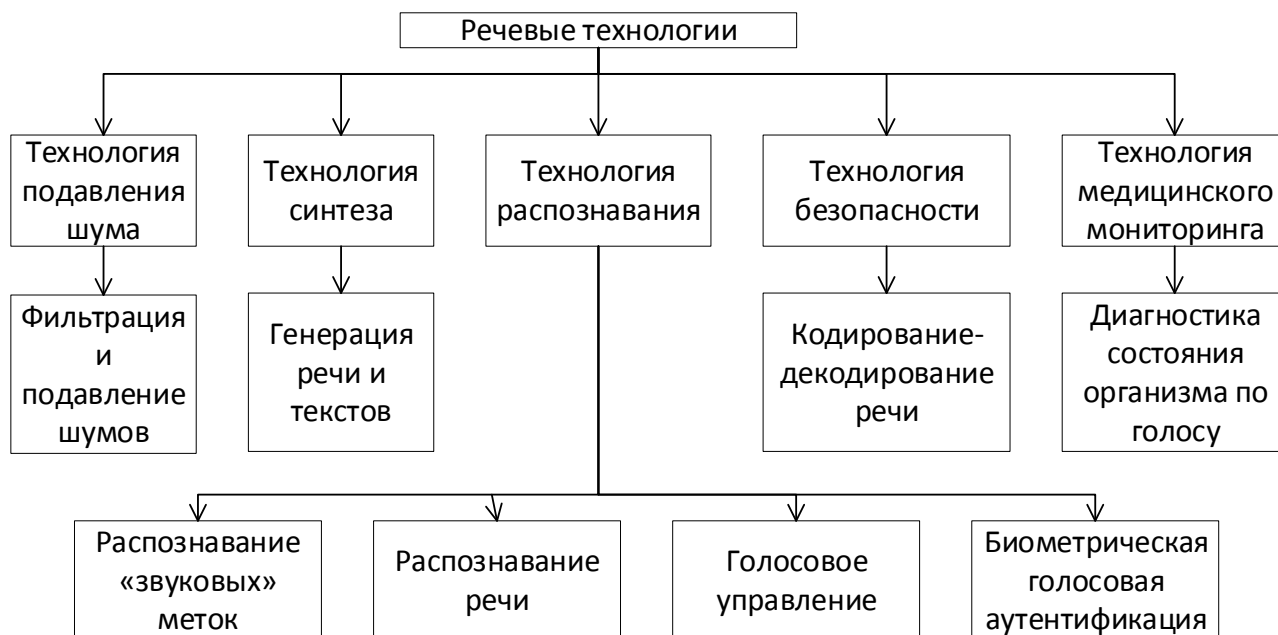 Речевые технологии
Технология
подавления
шума
Технология
синтеза
Технология
распознавания
Технология
безопасности
Технология
медицинского
мониторинга
Фильтрация
и
подавление
шумов
Генерация
речи и
текстов
Кодирование-
декодирование
речи
Диагностика
состояния
организма по
голосу
Распознавание
«звуковых»
меток
Распознавание
речи
Голосовое
управление
Биометрическая
голосовая
аутентификация